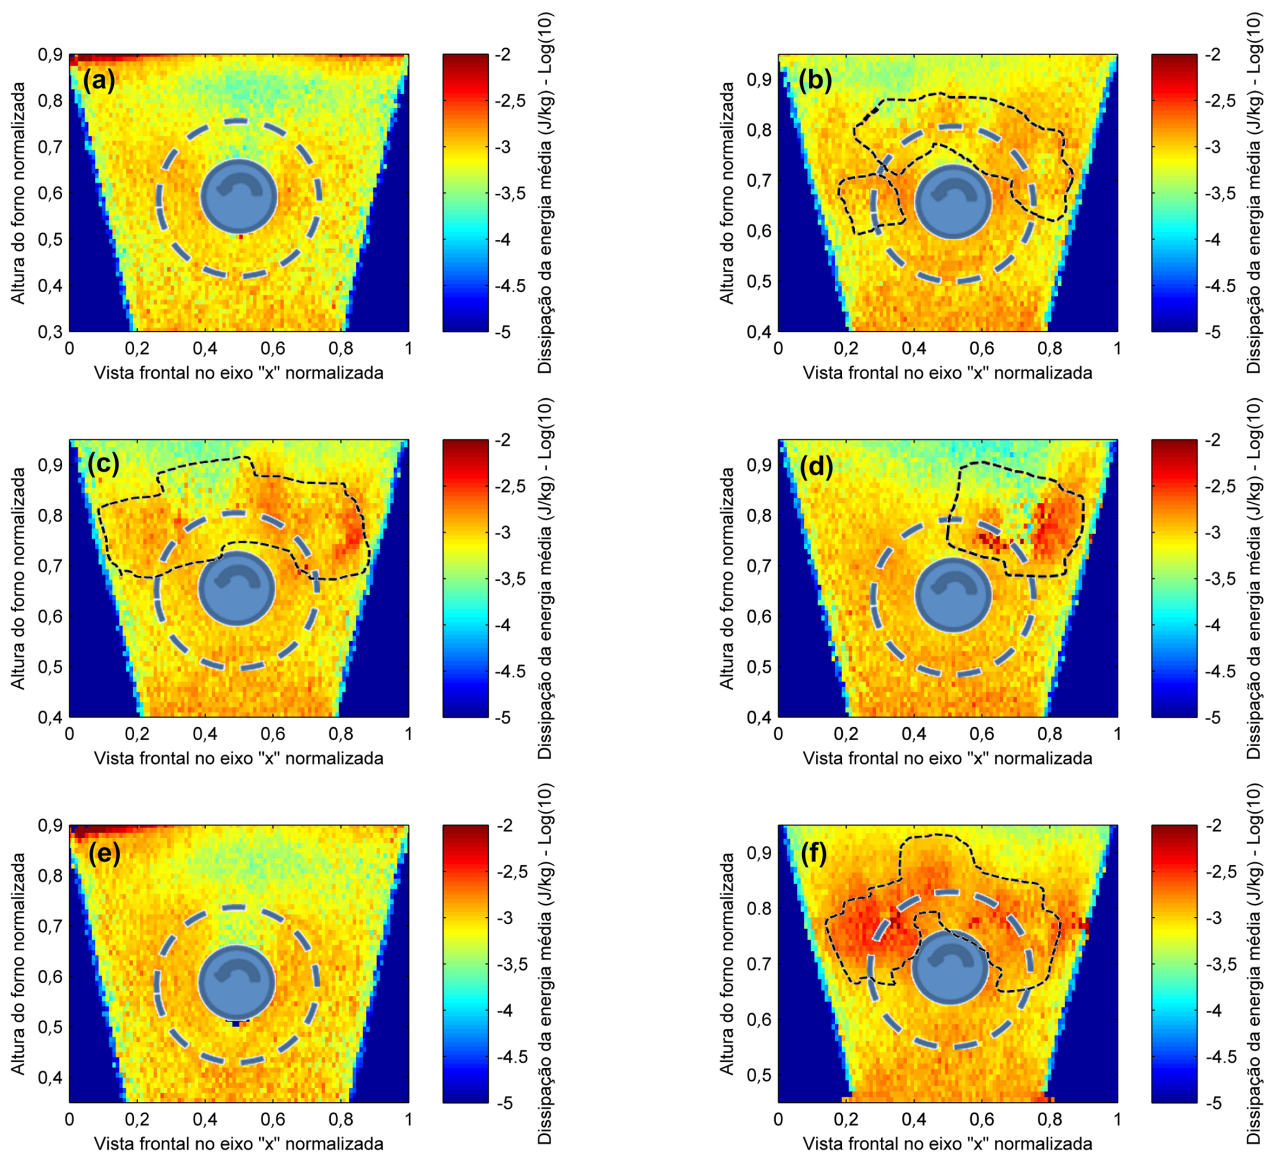 (a)
0,9
0,8
0,7
0,6
0,5
0,4
0,3
Altura do forno normalizada
0 0,2 0,4 0,6 0,8 1
Vista frontal no eixo "x" normalizada
-2
-2,5
-3
-3,5
-4
-4,5
-5
Dissipação da energia média (J/kg) - Log(10)
(b)
0,9
0,8
0,7
0,6
0,5
0,4
Altura do forno normalizada
0 0,2 0,4 0,6 0,8 1
Vista frontal no eixo "x" normalizada
-2
-2,5
-3
-3,5
-4
-4,5
-5
Dissipação da energia média (J/kg) - Log(10)
(c)
0,9
0,8
0,7
0,6
0,5
0,4
Altura do forno normalizada
0 0,2 0,4 0,6 0,8 1
Vista frontal no eixo "x" normalizada
-2
-2,5
-3
-3,5
-4
-4,5
-5
Dissipação da energia média (J/kg) - Log(10)
(d)
0,9
0,8
0,7
0,6
0,5
0,4
Altura do forno normalizada
0 0,2 0,4 0,6 0,8 1
Vista frontal no eixo "x" normalizada
-2
-2,5
-3
-3,5
-4
-4,5
-5
Dissipação da energia média (J/kg) - Log(10)
(e)
0,9
0,8
0,7
0,6
0,5
0,4
Altura do forno normalizada
0 0,2 0,4 0,6 0,8 1
Vista frontal no eixo "x" normalizada
-2
-2,5
-3
-3,5
-4
-4,5
-5
Dissipação da energia média (J/kg) - Log(10)
(f)
0,9
0,8
0,7
0,6
0,5
Altura do forno normalizada
0 0,2 0,4 0,6 0,8 1
Vista frontal no eixo "x" normalizada
-2
-2,5
-3
-3,5
-4
-4,5
-5
Dissipação da energia média (J/kg) - Log(10)